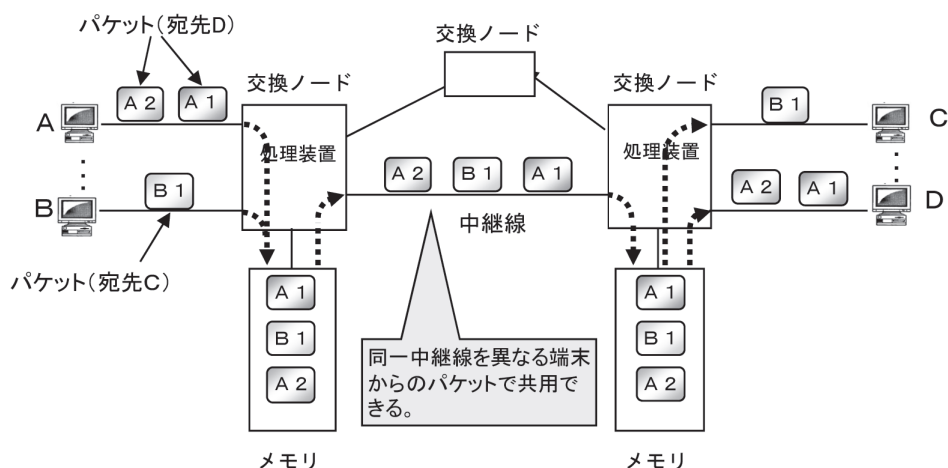 パケット(宛先D)
交換ノード
交換ノード
交換ノード
A 2
A 1
B 1
A
処理装置
処理装置
C
B 1
A 2
B 1
A 1
A 2
A 1
B
中継線
D
パケット(宛先C)
A 1
B 1
A 2
同一中継線を異なる端末
からのパケットで共用で
きる。
A 1
B 1
A 2
メモリ
メモリ